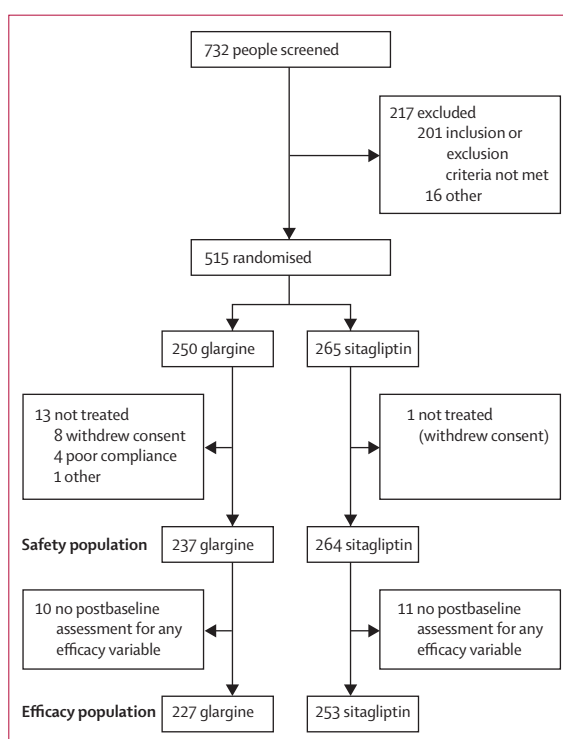 732 people screened
217 excluded
201 inclusion or
exclusion
criteria not met
16 other
515 randomised
250 glargine
265 sitagliptin
13 not treated
8 withdrew consent
4 poor compliance
1 other
1 not treated
(withdrew consent)
Safety population
237 glargine
264 sitagliptin
10 no postbaseline
assessment for any
efficacy variable
11 no postbaseline
assessment for any
efficacy variable
Efficacy population
227 glargine
253 sitagliptin